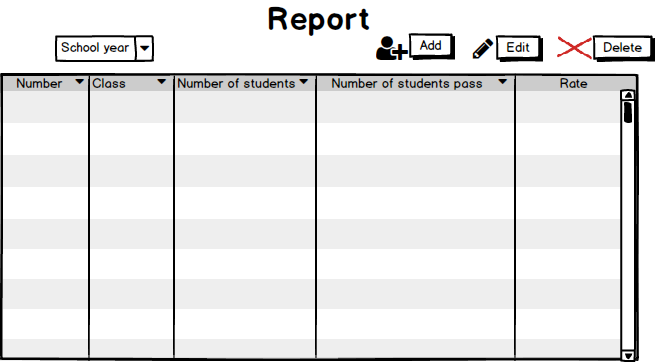 Report
School year
Add
Edit
Delete
Number
Class
Number of students
Number of students pass
Rate